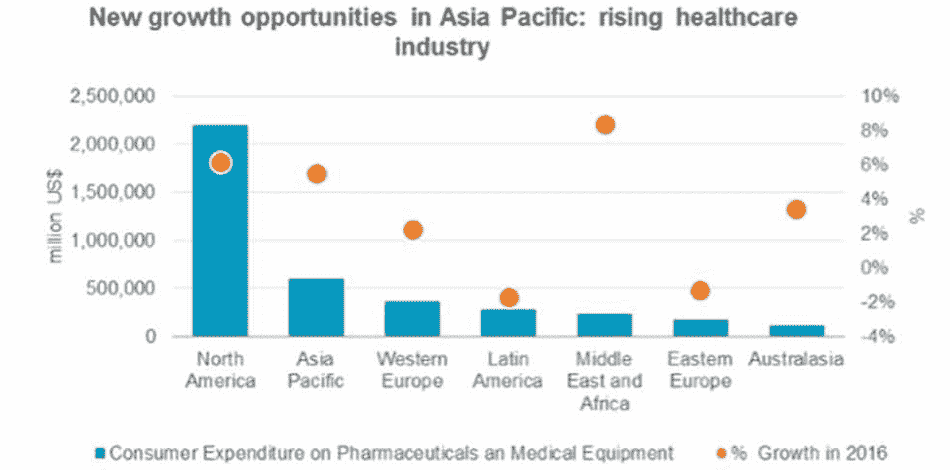 New growth opportunities in Asia Pacific: rising healthcare
industry
2,500,000
2,000,000
1,500,000
1,000,000
500,000
0
million US$
10%
8%
6%
4%
2%
0%
-2%
-4%
%
North
America
Asia
Pacific
Western
Europe
Latin
America
Middle
East and
Africa
Eastern
Europe
Australasia
Consumer Expenditure on Pharmaceuticals an Medical Equipment
% Growth in 2016